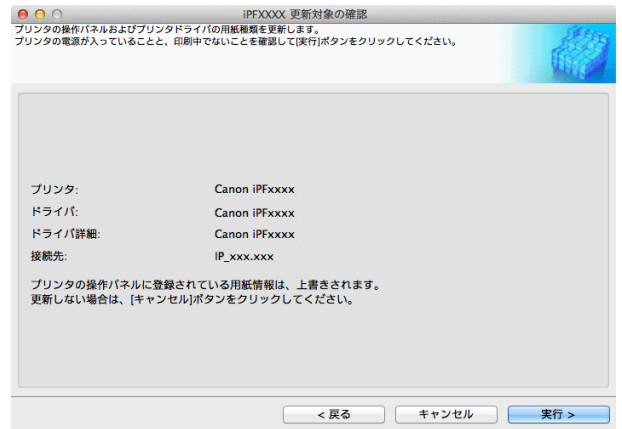 iPFXXXX 更新対象の確認
プリンタの操作パネルおよびプリンタドライバの用紙種類を更新します。
プリンタの電源が入っていることと、印刷中でないことを確認して[実行]ボタンをクリックしてください。
プリンタ: Canon iPFxxxx
ドライバ: Canon iPFxxxx
ドライバ詳細: Canon iPFxxxx
接続先: IP_xxx.xxx
プリンタの操作パネルに登録されている用紙情報は、上書きされます。
更新しない場合は、[キャンセル]ボタンをクリックしてください。
< 戻る キャンセル 実行 >